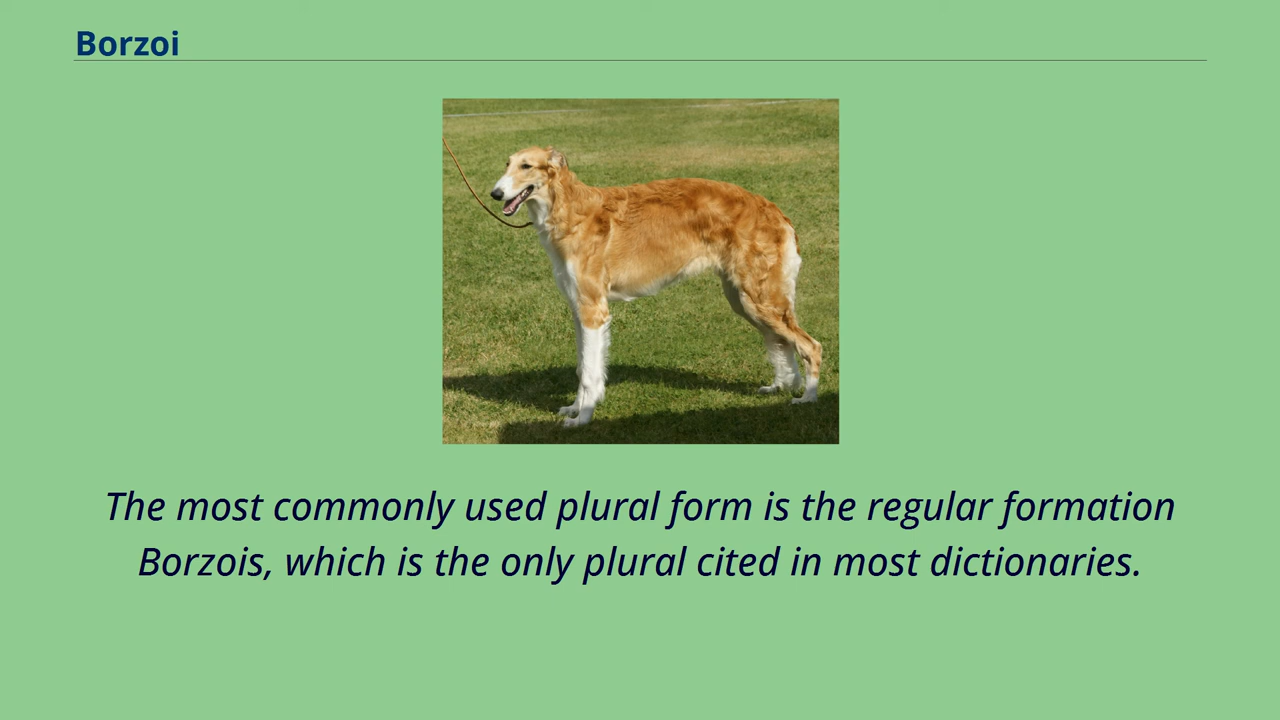 Borzoi
The most commonly used plural form is the regular formation
Borzois, which is the only plural cited in most dictionaries.